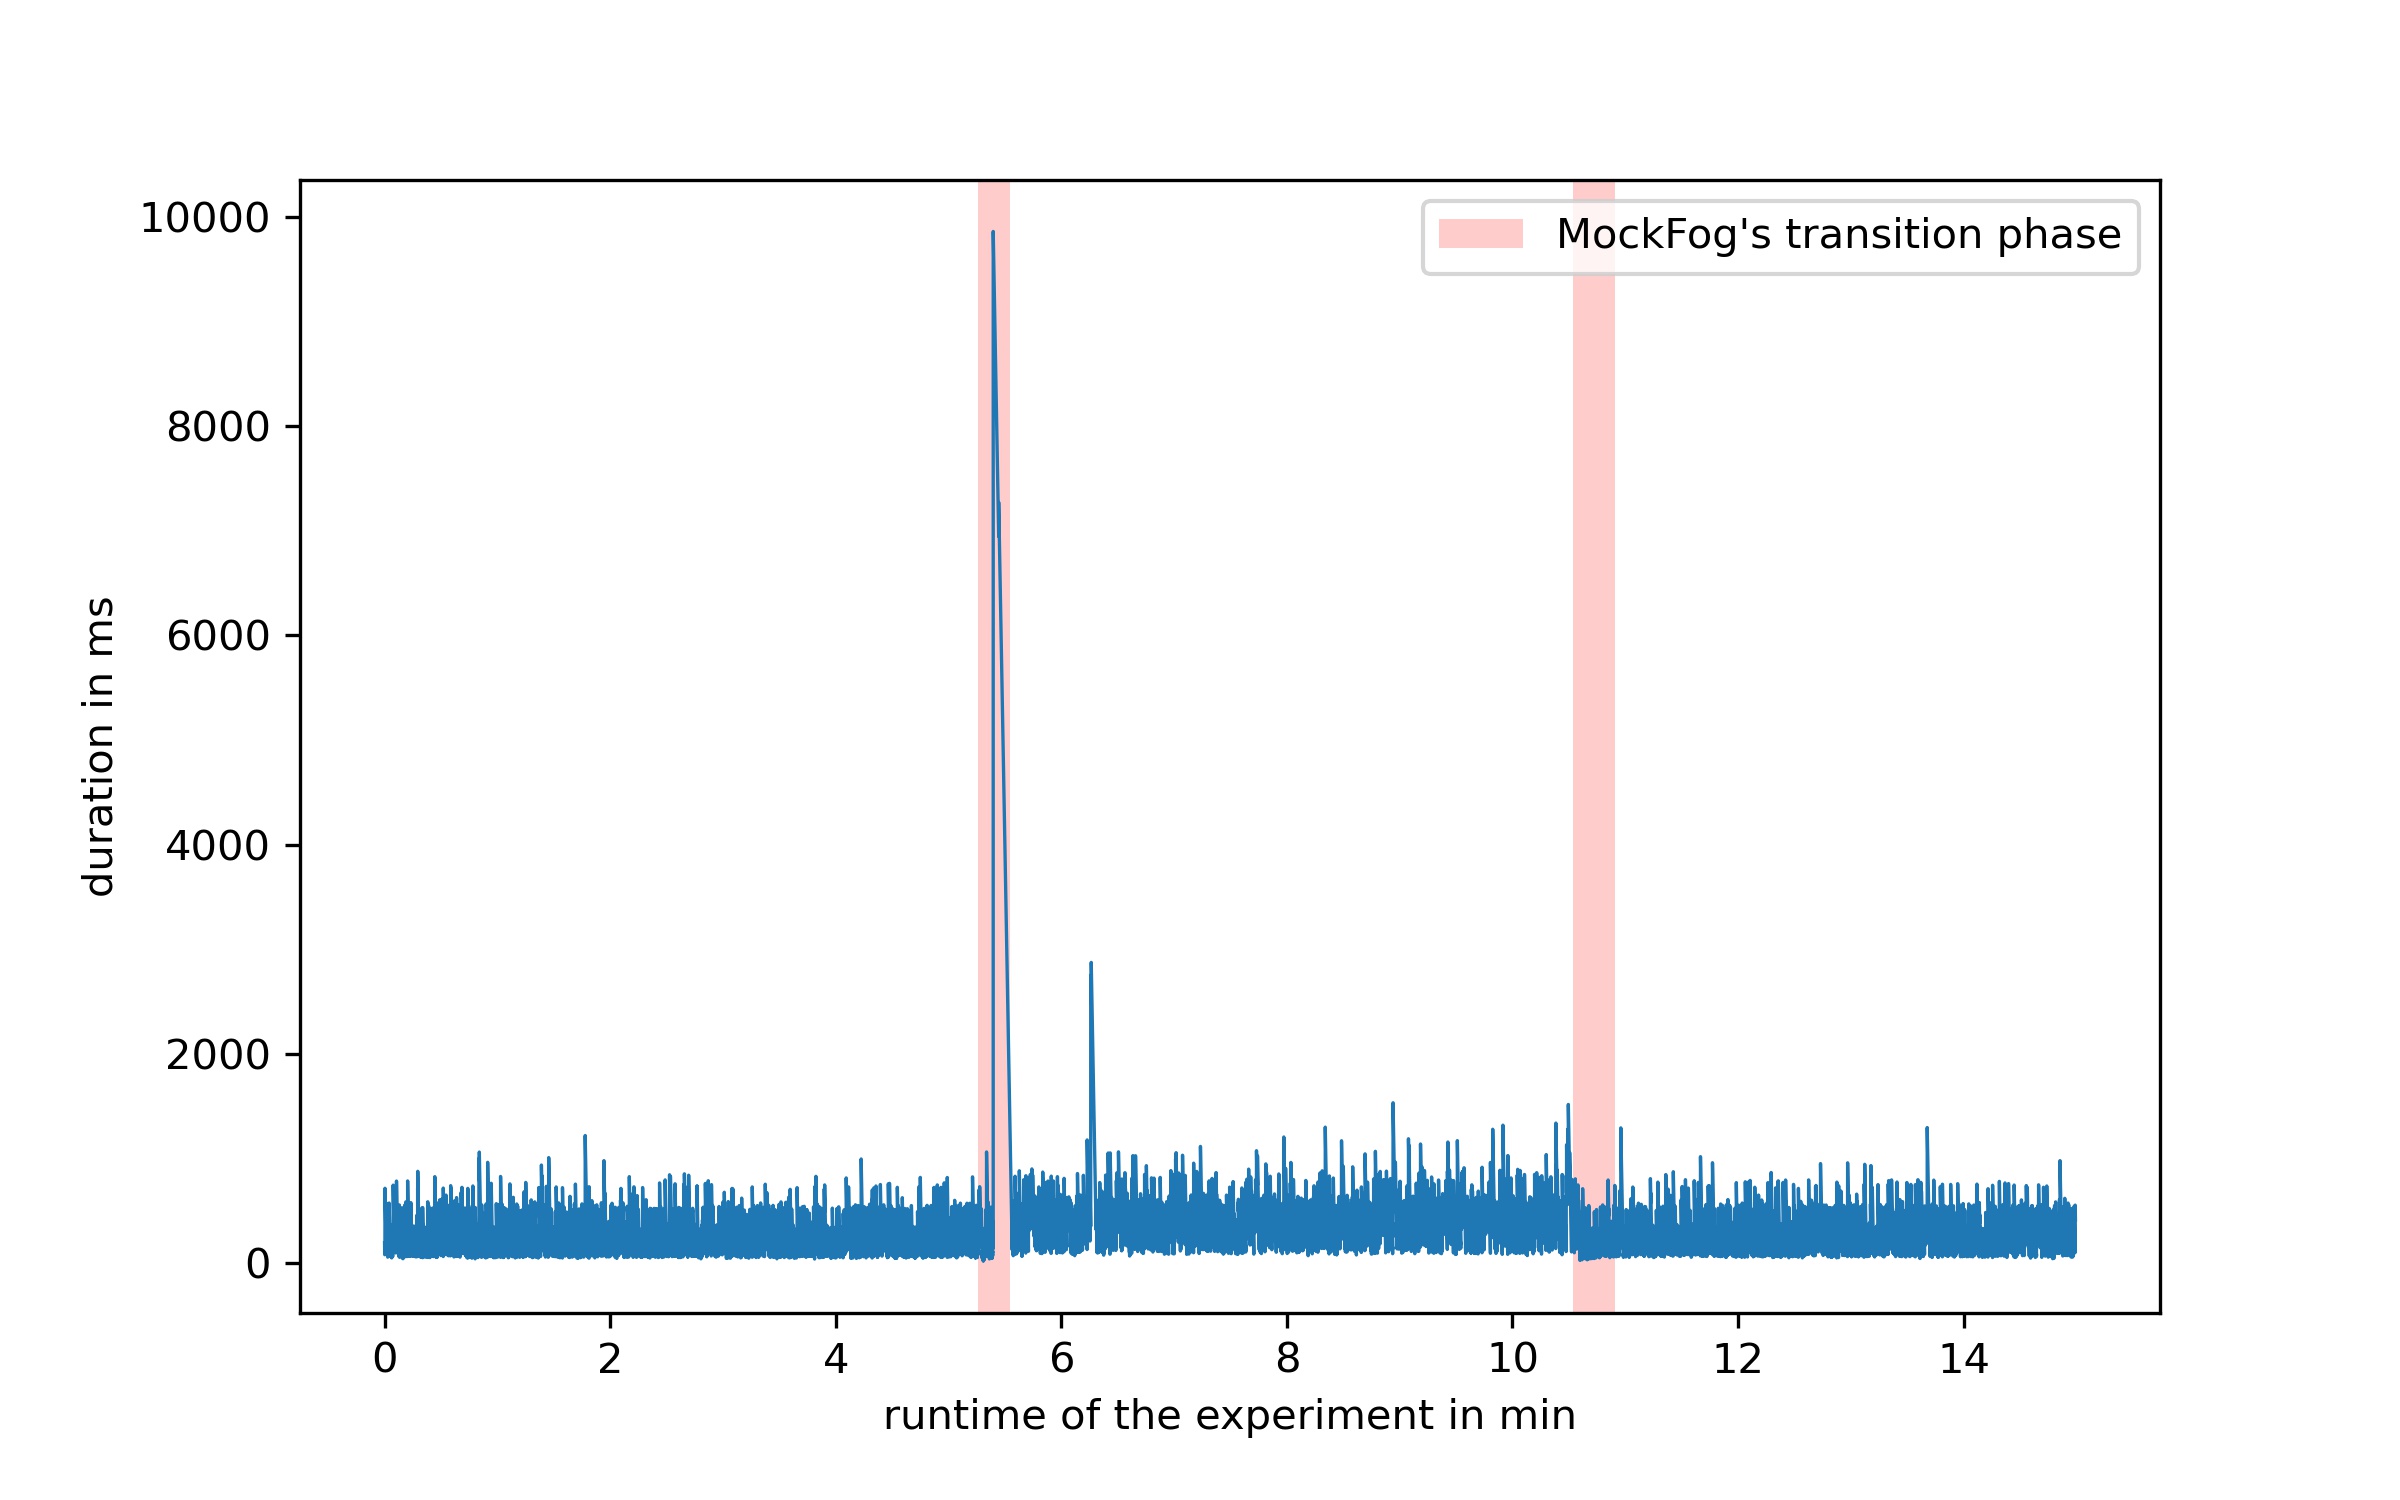 MockFog's transition phase
10000
8000
6000
4000
2000
0
duration in ms
0 2 4 6 8 10 12 14
runtime of the experiment in min